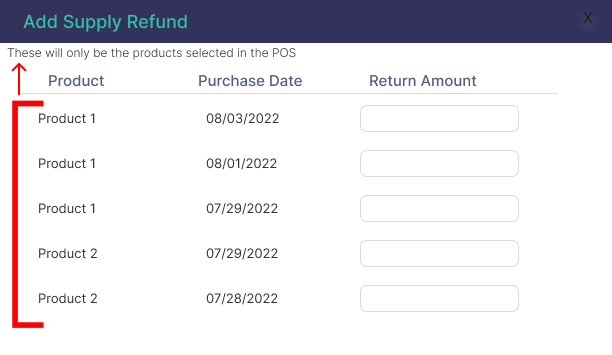 Add Supply Refund X
These will only be the products selected in the POS
Product Purchase Date Return Amount
Product 1 08/03/2022
Product 1 08/01/2022
Product 1 07/29/2022
Product 2 07/29/2022
Product 2 07/28/2022